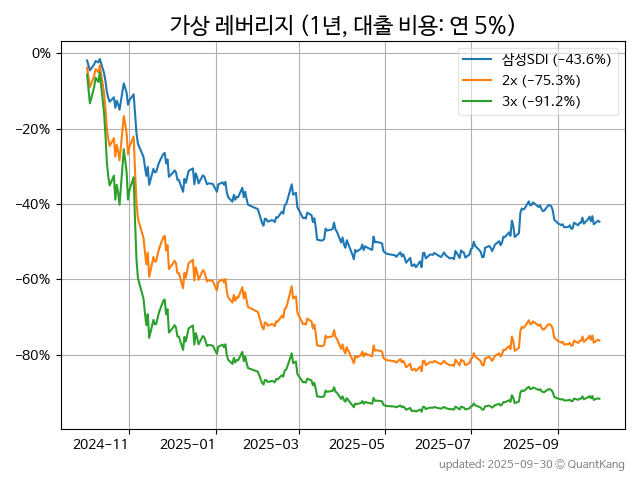 가상 레버리지 (1년, 대출 비용: 연 5%)
삼성SDI (−43.6%)
2x (−75.3%)
3x (−91.2%)
0%
−20%
−40%
−60%
−80%
2024-11 2025-01 2025-03 2025-05 2025-07 2025-09
updated: 2025-09-30 © QuantKang